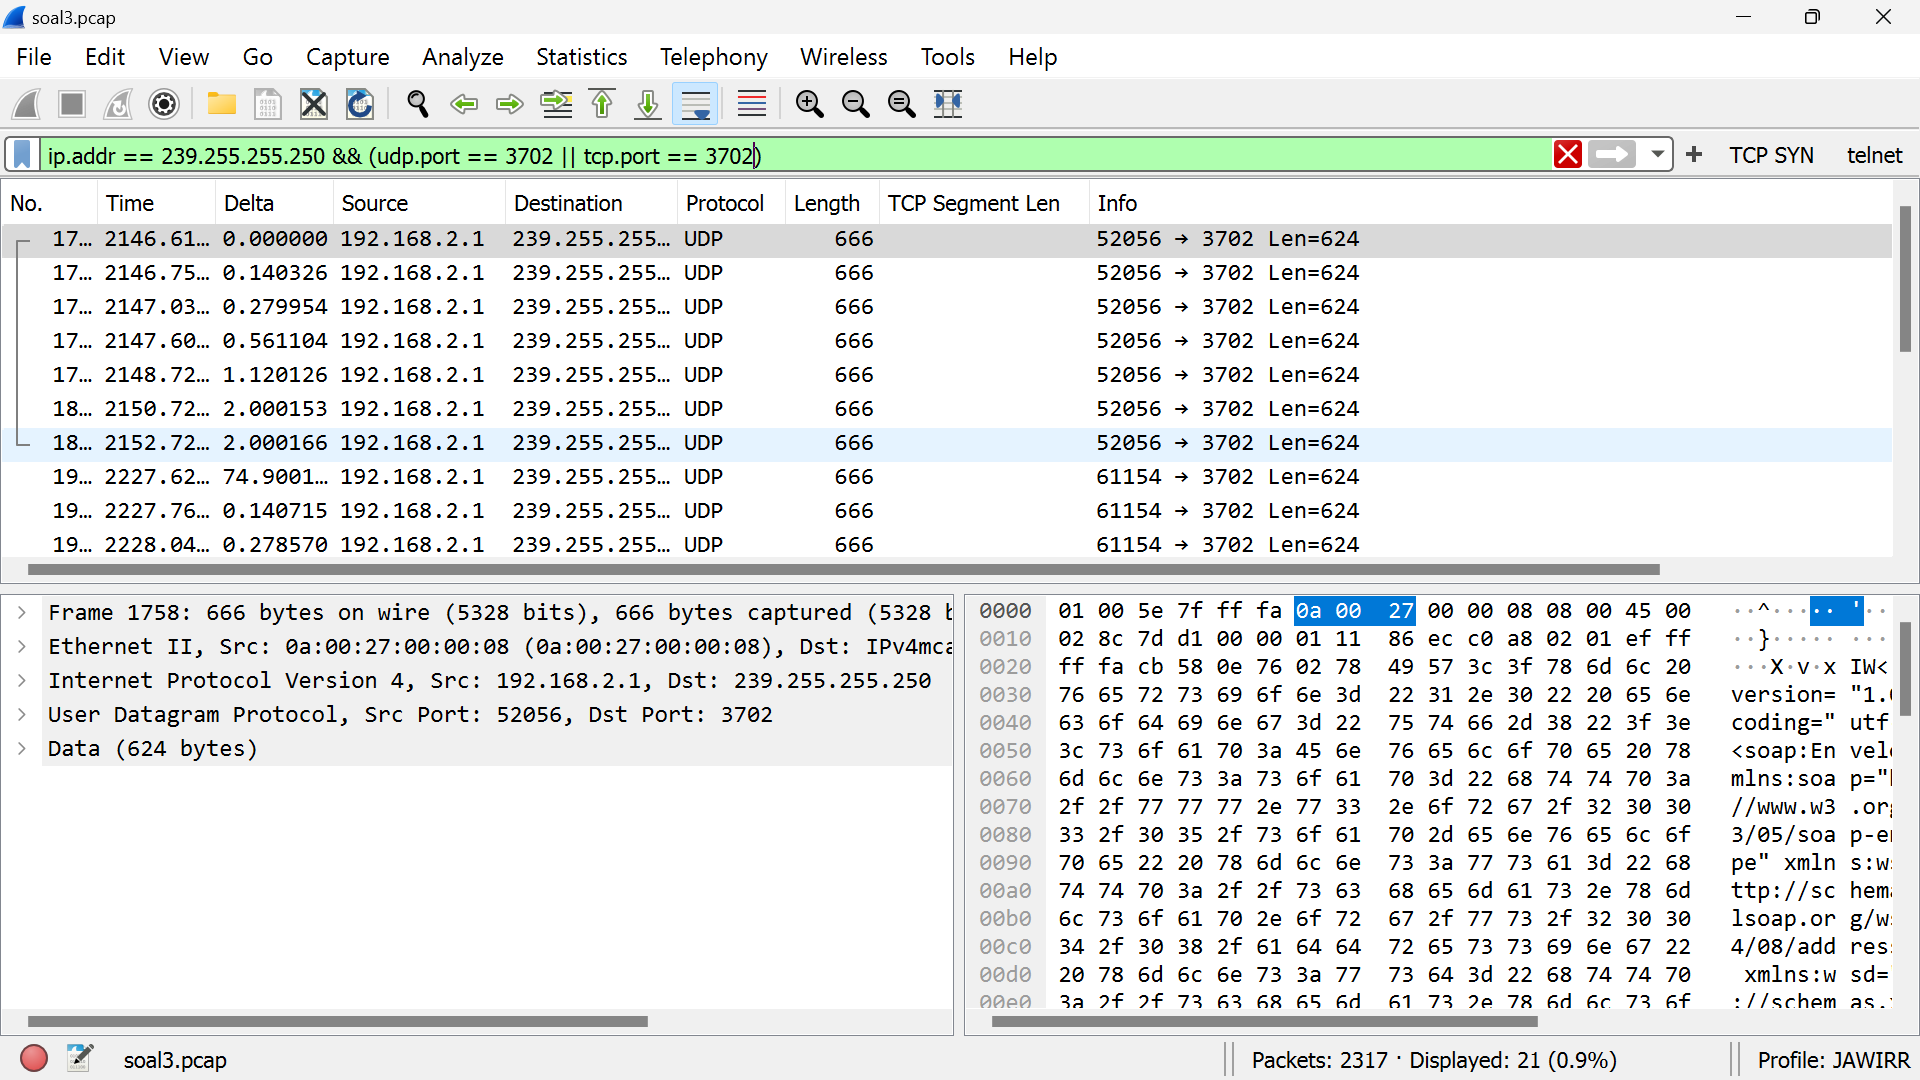 soal3.pcap
File Edit View Go Capture Analyze Statistics Telephony Wireless Tools Help
ip.addr == 239.255.255.250 && (udp.port == 3702 || tcp.port == 3702)
+ TCP SYN telnet
No. Time Delta Source Destination Protocol Length TCP Segment Len Info
17… 2146.61… 0.000000 192.168.2.1 239.255.255… UDP 666 52056 → 3702 Len=624
17… 2146.75… 0.140326 192.168.2.1 239.255.255… UDP 666 52056 → 3702 Len=624
17… 2147.03… 0.279954 192.168.2.1 239.255.255… UDP 666 52056 → 3702 Len=624
17… 2147.60… 0.561104 192.168.2.1 239.255.255… UDP 666 52056 → 3702 Len=624
17… 2148.72… 1.120126 192.168.2.1 239.255.255… UDP 666 52056 → 3702 Len=624
18… 2150.72… 2.000153 192.168.2.1 239.255.255… UDP 666 52056 → 3702 Len=624
18… 2152.72… 2.000166 192.168.2.1 239.255.255… UDP 666 52056 → 3702 Len=624
19… 2227.62… 74.9001… 192.168.2.1 239.255.255… UDP 666 61154 → 3702 Len=624
19… 2227.76… 0.140715 192.168.2.1 239.255.255… UDP 666 61154 → 3702 Len=624
19… 2228.04… 0.278570 192.168.2.1 239.255.255… UDP 666 61154 → 3702 Len=624
Frame 1758: 666 bytes on wire (5328 bits), 666 bytes captured (5328 b
Ethernet II, Src: 0a:00:27:00:00:08 (0a:00:27:00:00:08), Dst: IPv4mca
Internet Protocol Version 4, Src: 192.168.2.1, Dst: 239.255.255.250
User Datagram Protocol, Src Port: 52056, Dst Port: 3702
Data (624 bytes)
0000 01 00 5e 7f ff fa 0a 00 27 00 00 08 08 00 45 00 ··^····· '··
0010 02 8c 7d d1 00 00 01 11 86 ec c0 a8 02 01 ef ff ··}····· ···
0020 ff fa cb 58 0e 76 02 78 49 57 3c 3f 78 6d 6c 20 ···X·v·x IW<
0030 76 65 72 73 69 6f 6e 3d 22 31 2e 30 22 20 65 6e version= "1.0
0040 63 6f 64 69 6e 67 3d 22 75 74 66 2d 38 22 3f 3e coding=" utf
0050 3c 73 6f 61 70 3a 45 6e 76 65 6c 6f 70 65 20 78 <soap:En velo
0060 6d 6c 6e 73 3a 73 6f 61 70 3d 22 68 74 74 70 3a mlns:soa p="h
0070 2f 2f 77 77 77 2e 77 33 2e 6f 72 67 2f 32 30 30 //www.w3 .org
0080 33 2f 30 35 2f 73 6f 61 70 2d 65 6e 76 65 6c 6f 3/05/soa p-en
0090 70 65 22 20 78 6d 6c 6e 73 3a 77 73 61 3d 22 68 pe" xmln s:ws
00a0 74 74 70 3a 2f 2f 73 63 68 65 6d 61 73 2e 78 6d ttp://sc hema
00b0 6c 73 6f 61 70 2e 6f 72 67 2f 77 73 2f 32 30 30 lsoap.or g/ws
00c0 34 2f 30 38 2f 61 64 64 72 65 73 73 69 6e 67 22 4/08/add res
00d0 20 78 6d 6c 6e 73 3a 77 73 64 3d 22 68 74 74 70 xmlns:w sd=
00e0 3a 2f 2f 73 63 68 65 6d 61 73 2e 78 6d 6c 73 6f ://schem as.
soal3.pcap Packets: 2317 · Displayed: 21 (0.9%) Profile: JAWIRR